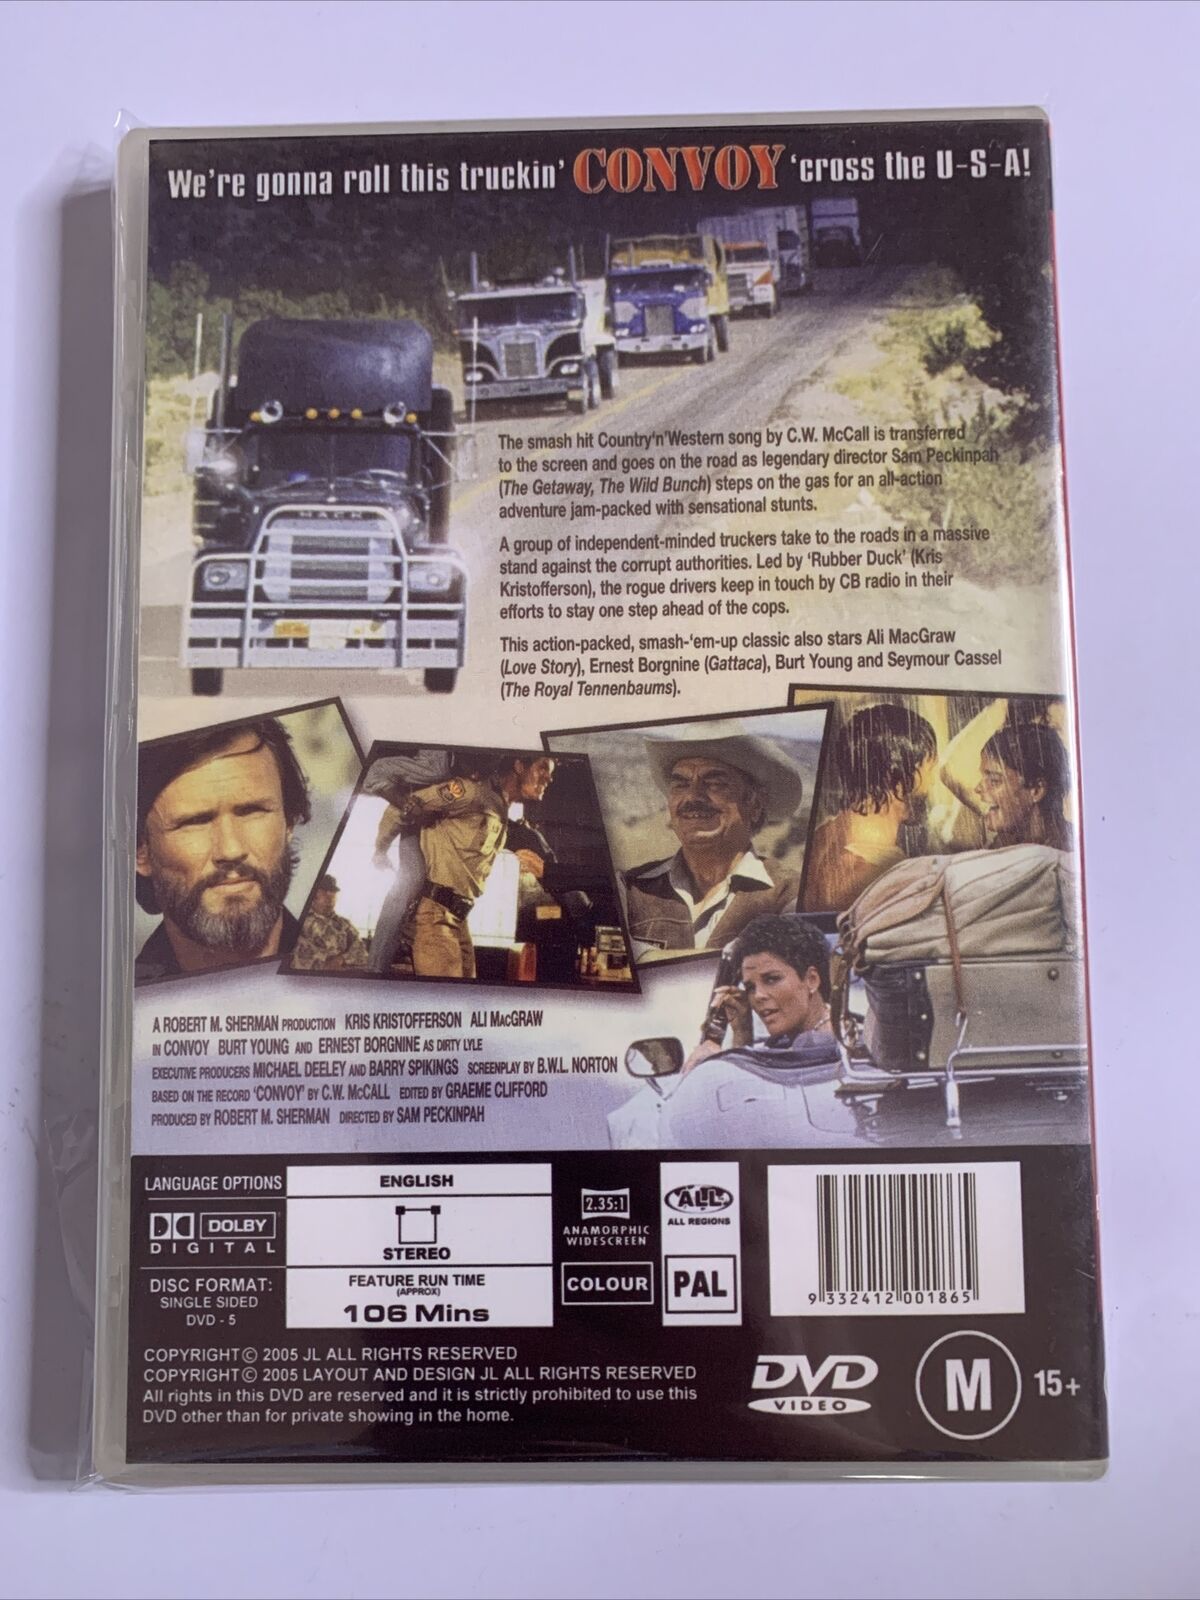 We're gonna roll this truckin' CONVOY 'cross the U-S-A!
MACK
The smash hit Country'n'Western song by C.W. McCall is transferred
to the screen and goes on the road as legendary director Sam Peckinpah
(The Getaway, The Wild Bunch) steps on the gas for an all-action
adventure jam-packed with sensational stunts.
A group of independent-minded truckers take to the roads in a massive
stand against the corrupt authorities. Led by 'Rubber Duck' (Kris
Kristofferson), the rogue drivers keep in touch by CB radio in their
efforts to stay one step ahead of the cops.
This action-packed, smash-'em-up classic also stars Ali MacGraw
(Love Story), Ernest Borgnine (Gattaca), Burt Young and Seymour Cassel
(The Royal Tennenbaums).
A ROBERT M. SHERMAN PRODUCTION KRIS KRISTOFFERSON ALI MACGRAW
IN CONVOY BURT YOUNG AND ERNEST BORGNINE AS DIRTY LYLE
EXECUTIVE PRODUCERS MICHAEL DEELEY AND BARRY SPIKINGS SCREENPLAY BY B.W.L. NORTON
BASED ON THE RECORD 'CONVOY' BY C.W. McCALL EDITED BY GRAEME CLIFFORD
PRODUCED BY ROBERT M. SHERMAN DIRECTED BY SAM PECKINPAH
LANGUAGE OPTIONS
ENGLISH
DOLBY
DIGITAL
STEREO
DISC FORMAT:
SINGLE SIDED
DVD - 5
FEATURE RUN TIME
(APPROX)
106 Mins
2.35:1
ANAMORPHIC
WIDESCREEN
COLOUR
ALL
ALL REGIONS
PAL
9 332412 001865
COPYRIGHT© 2005 JL ALL RIGHTS RESERVED
COPYRIGHT© 2005 LAYOUT AND DESIGN JL ALL RIGHTS RESERVED
All rights in this DVD are reserved and it is strictly prohibited to use this
DVD other than for private showing in the home.
DVD
VIDEO
M
15+